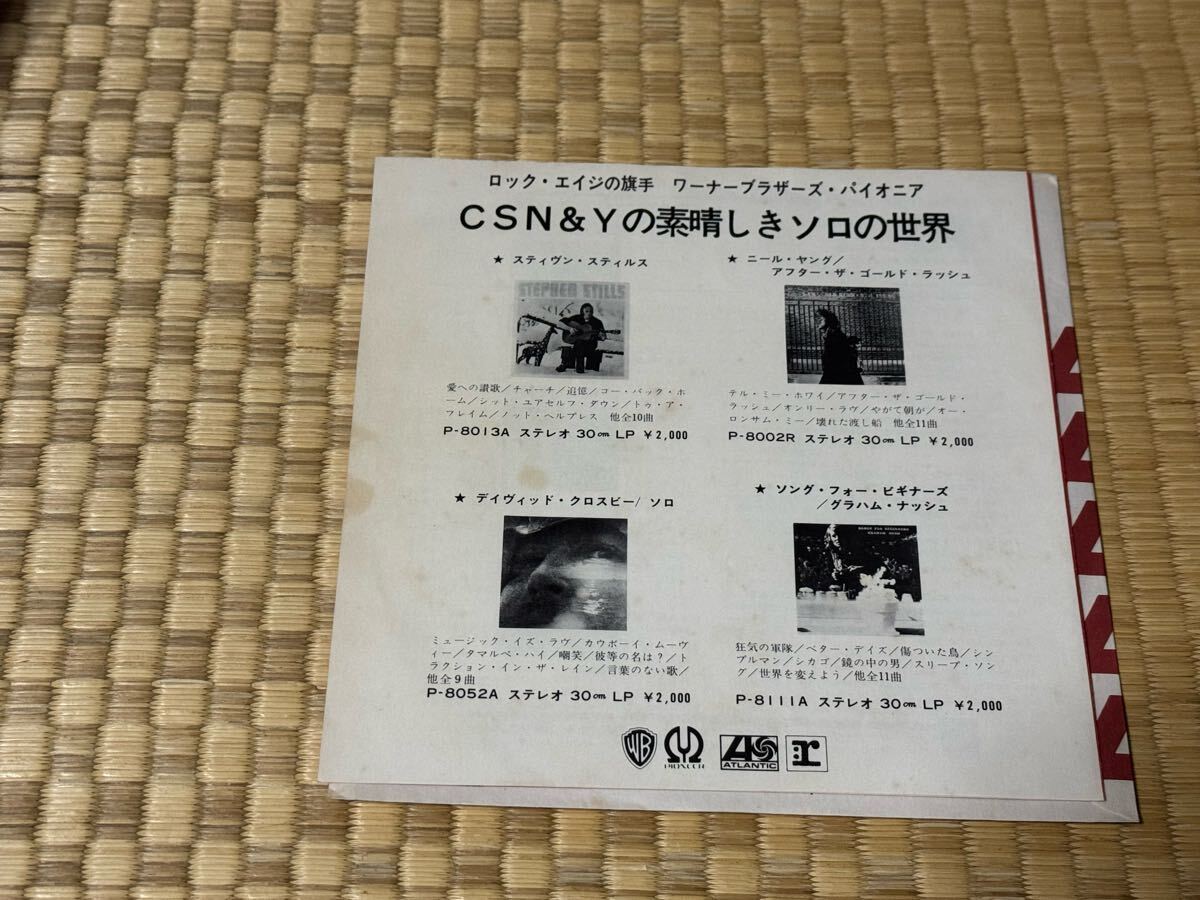 ロック・エイジの旗手　ワーナーブラザーズ・パイオニア
CSN&Yの素晴しきソロの世界
★ スティヴン・スティルス
STEPHEN STILLS
愛への讃歌/チャーチ/追憶/ゴー・バック・ホ
ーム/シット・ユアセルフ・ダウン/トゥ・ア・
フレイム/ノット・ヘルプレス　他全10曲
P-8013A ステレオ 30cm LP ¥2,000
★ ニール・ヤング/
アフター・ザ・ゴールド・ラッシュ
テル・ミー・ホワイ/アフター・ザ・ゴールド・
ラッシュ/オンリー・ラヴ/やがて朝が/オー・
ロンサム・ミー/壊れた渡し船　他全11曲
P-8002R ステレオ 30cm LP ¥2,000
★ デイヴィッド・クロスビー/ ソロ
ミュージック・イズ・ラヴ/カウボーイ・ムーヴ
ィー/タマルペ・ハイ/嘲笑/彼等の名は?/ト
ラクション・イン・ザ・レイン/言葉のない歌/
他全9曲
P-8052A ステレオ 30cm LP ¥2,000
★ ソング・フォー・ビギナーズ
/グラハム・ナッシュ
SONGS FOR BEGINNERS
GRAHAM NASH
狂気の軍隊/ベター・デイズ/傷ついた鳥/シン
プルマン/シカゴ/鏡の中の男/スリープ・ソン
グ/世界を変えよう/他全11曲
P-8111A ステレオ 30cm LP ¥2,000
WB PIONEER ATLANTIC r